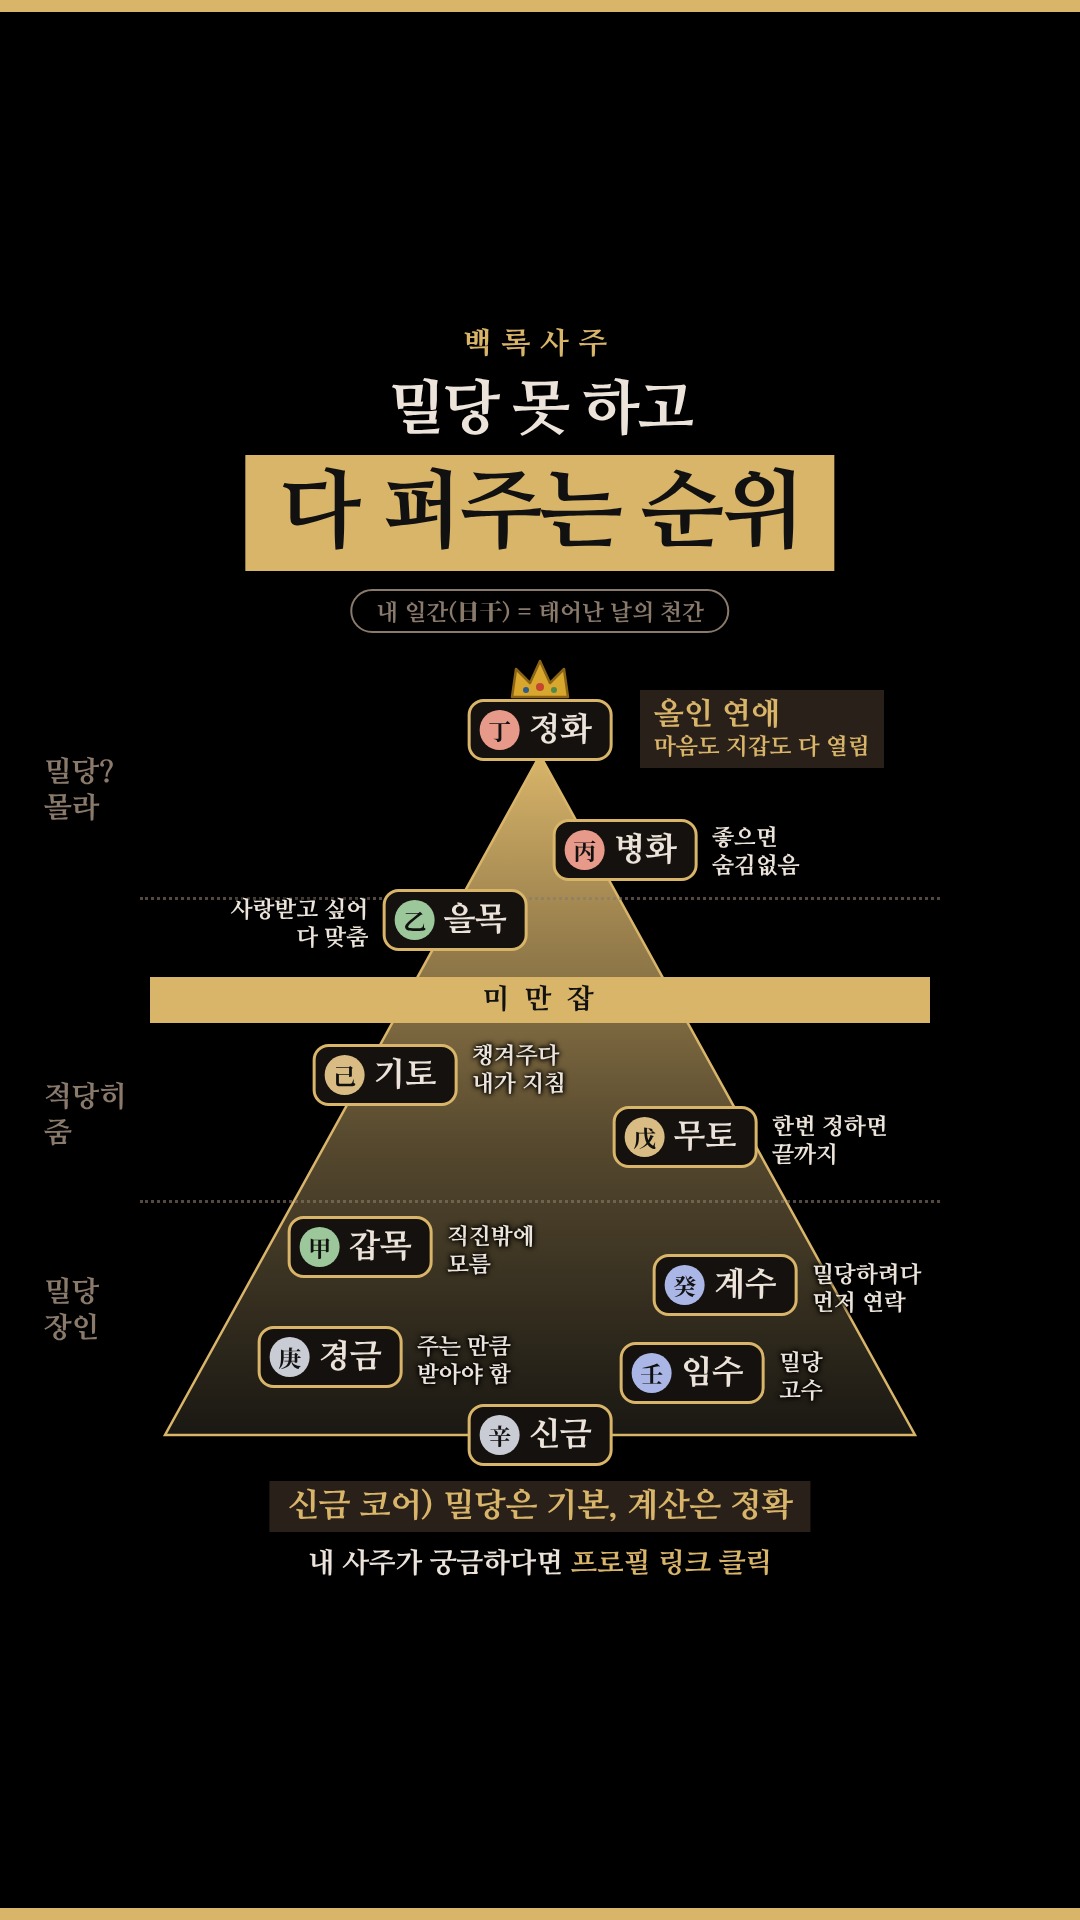 백록사주
밀당 못 하고
다 퍼주는 순위
내 일간(日干) = 태어난 날의 천간
丁 정화
올인 연애
마음도 지갑도 다 열림
밀당?
몰라
丙 병화
좋으면
숨김없음
사랑받고 싶어
다 맞춤
乙 을목
미만잡
己 기토
챙겨주다
내가 지침
적당히
줌
戊 무토
한번 정하면
끝까지
甲 갑목
직진밖에
모름
癸 계수
밀당하려다
먼저 연락
밀당
장인
庚 경금
주는 만큼
받아야 함
壬 임수
밀당
고수
辛 신금
신금 코어) 밀당은 기본, 계산은 정확
내 사주가 궁금하다면 프로필 링크 클릭